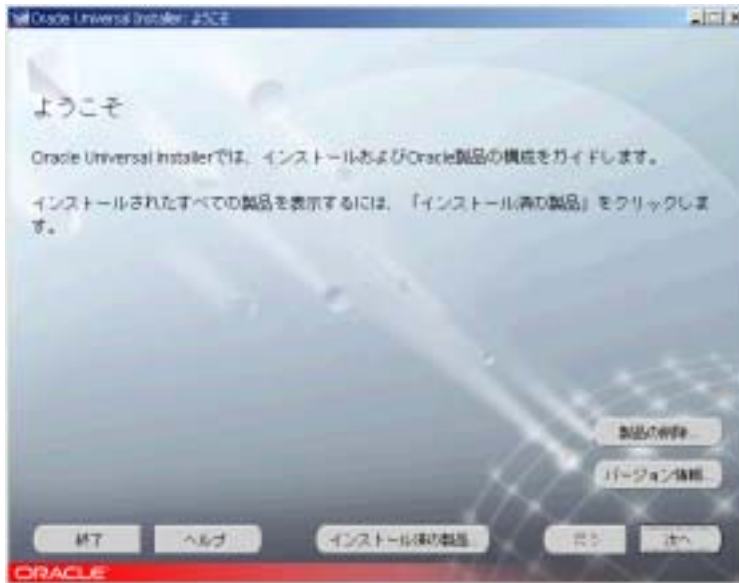 Oracle Universal Installer: ようこそ
ようこそ
Oracle Universal Installerでは、インストールおよびOracle製品の構成をガイドします。
インストールされたすべての製品を表示するには、「インストール済の製品」をクリックしま
す。
製品の削除...
バージョン情報...
終了
ヘルプ
インストール済の製品
戻る
次へ
ORACLE